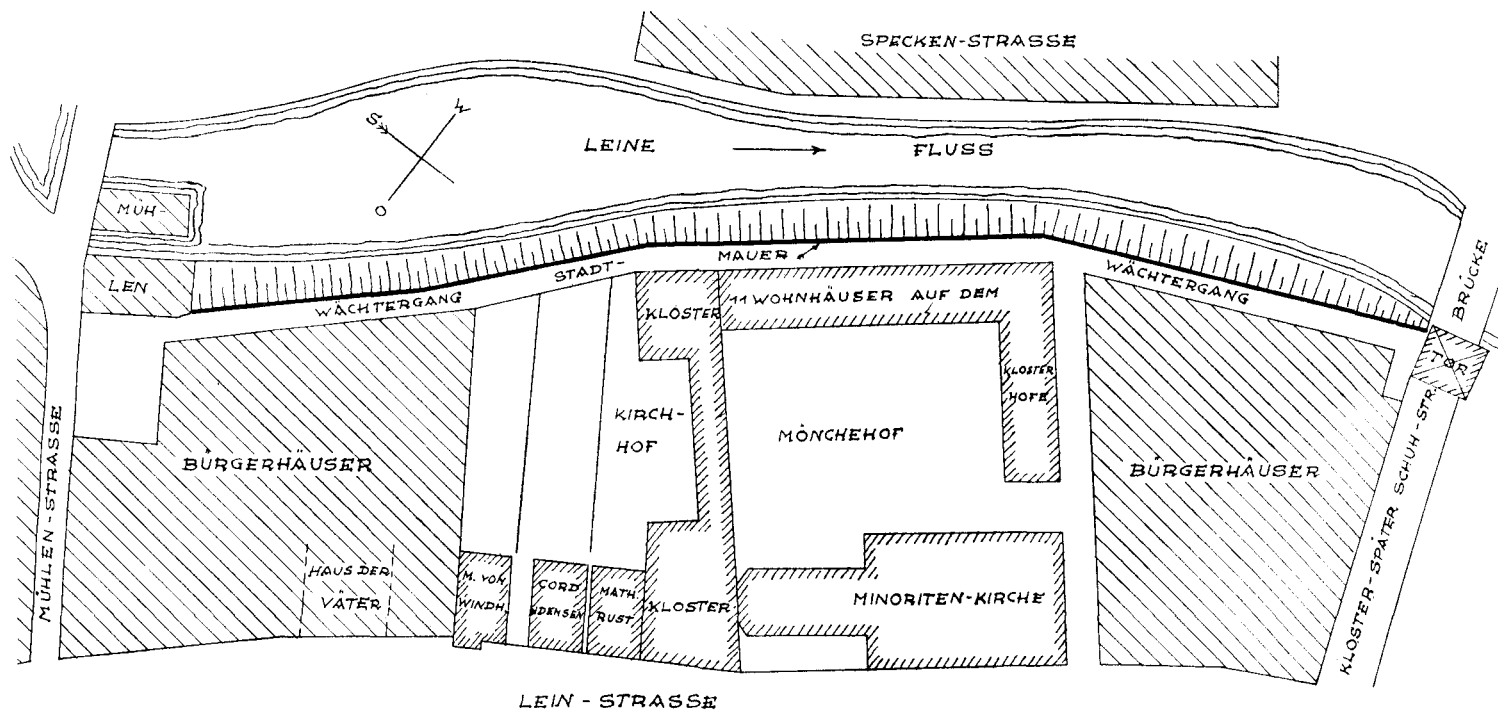 SPECKEN-STRASSE
W
S
O
LEINE FLUSS
MÜH-
LEN
STADT-
MAUER
WÄCHTERGANG
WÄCHTERGANG
BRÜCKE
TOR
KLOSTER
11 WOHNHÄUSER AUF DEM
KLOSTER
HOFE
KIRCH-
HOF
MÖNCHEHOF
BÜRGERHÄUSER
BÜRGERHÄUSER
MÜHLEN-STRASSE
KLOSTER-SPÄTER SCHUH-STR.
HAUS DER
VÄTER
M. VON
WINDH.
CORD
IDENSEN
MATH
RUST
KLOSTER
MINORITEN-KIRCHE
LEIN-STRASSE